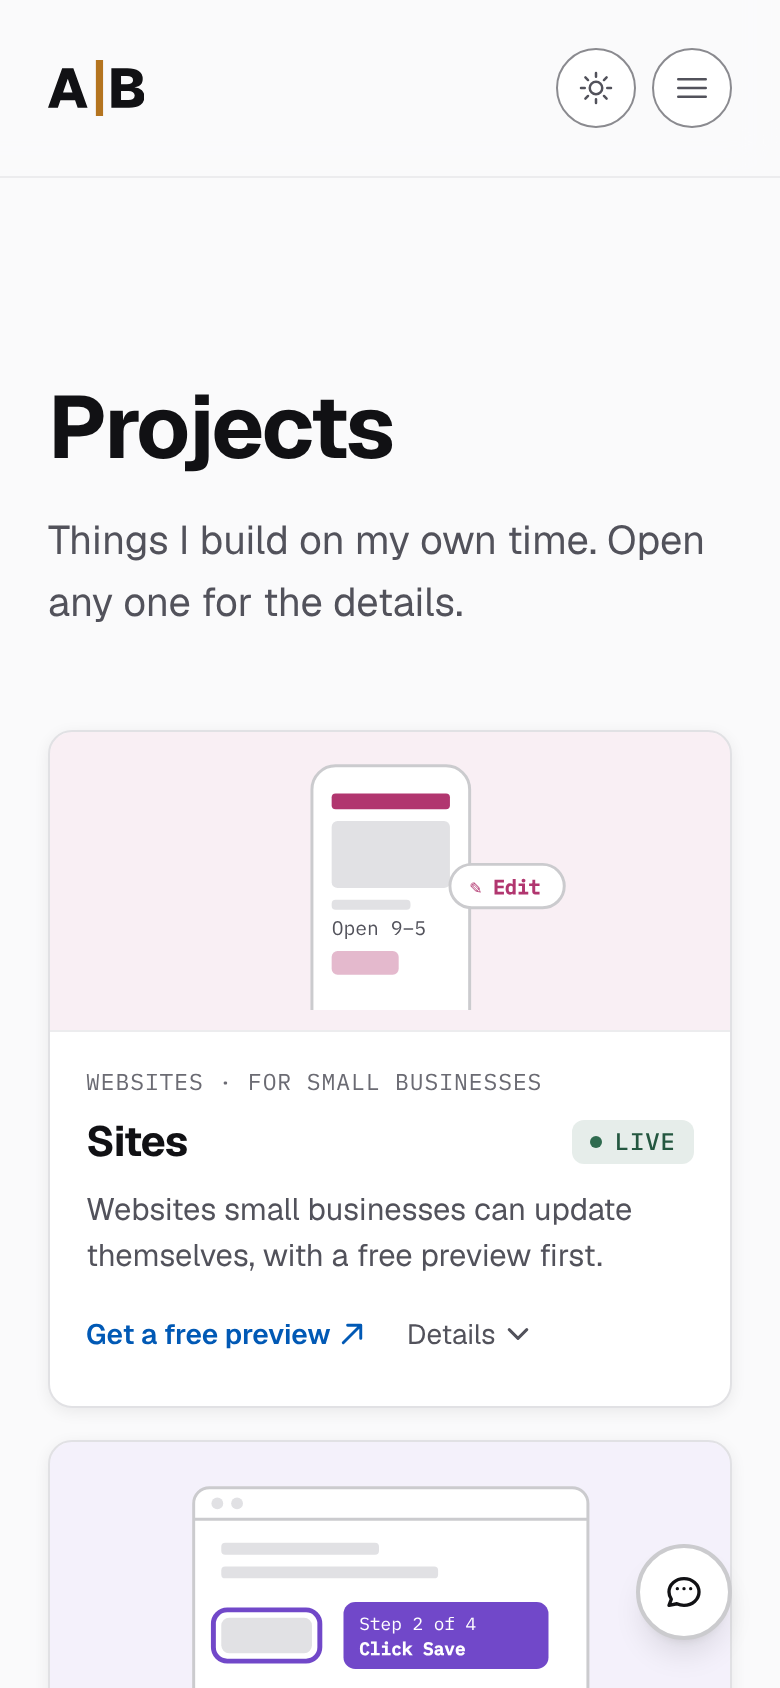 A|B
Projects
Things I build on my own time. Open
any one for the details.
✎ Edit
Open 9–5
WEBSITES · FOR SMALL BUSINESSES
Sites
LIVE
Websites small businesses can update
themselves, with a free preview first.
Get a free preview ↗ Details
Step 2 of 4
Click Save